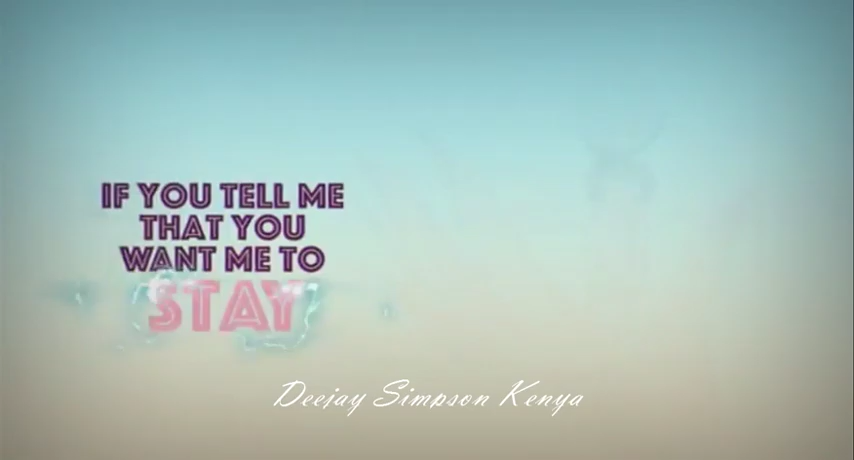 IF YOU TELL ME
THAT YOU
WANT ME TO
STAY
Deejay Simpson Kenya